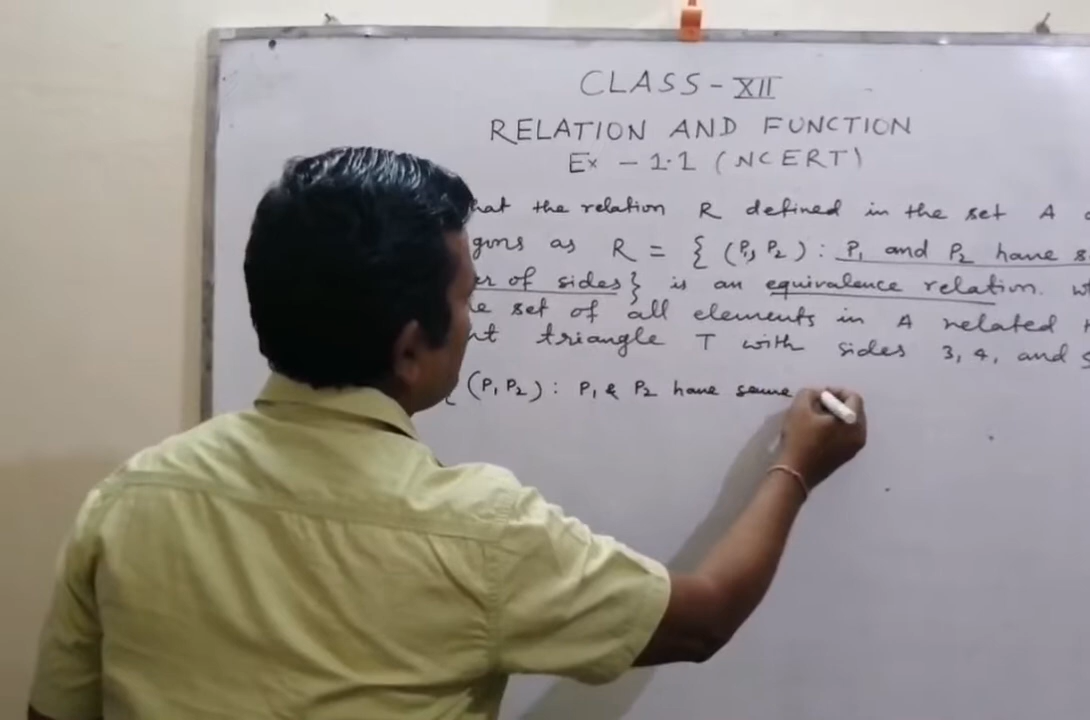 CLASS - XII
RELATION AND FUNCTION
Ex - 1.1 (NCERT)
hat the relation R defined in the set A
gons as R = { (P₁, P₂) : P₁ and P₂ have s
er of sides} is an equivalence relation. w
e set of all elements in A related
nt triangle T with sides 3, 4, and 5
{ (P₁, P₂) : P₁ & P₂ have same